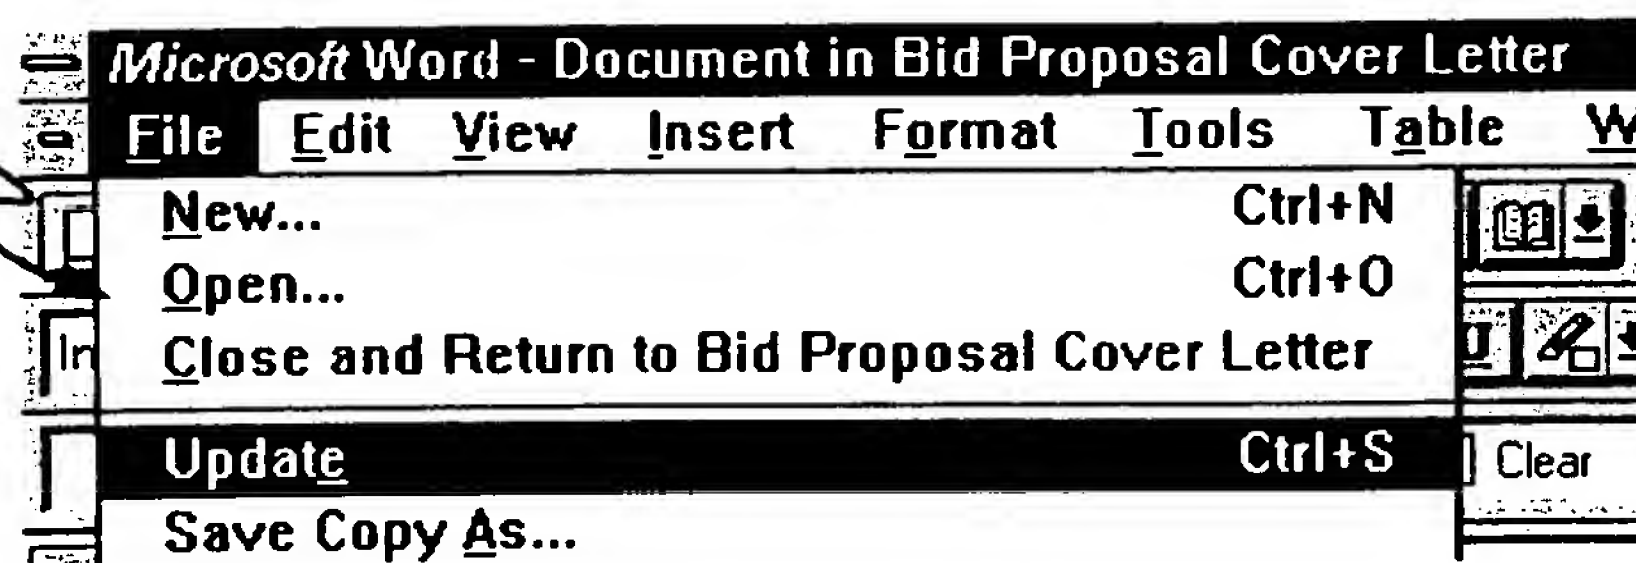 Microsoft Word - Document in Bid Proposal Cover Letter
File Edit View Insert Format Tools Table
New... Ctrl+N
Open... Ctrl+O
Close and Return to Bid Proposal Cover Letter
Update Ctrl+S
Clear
Save Copy As...